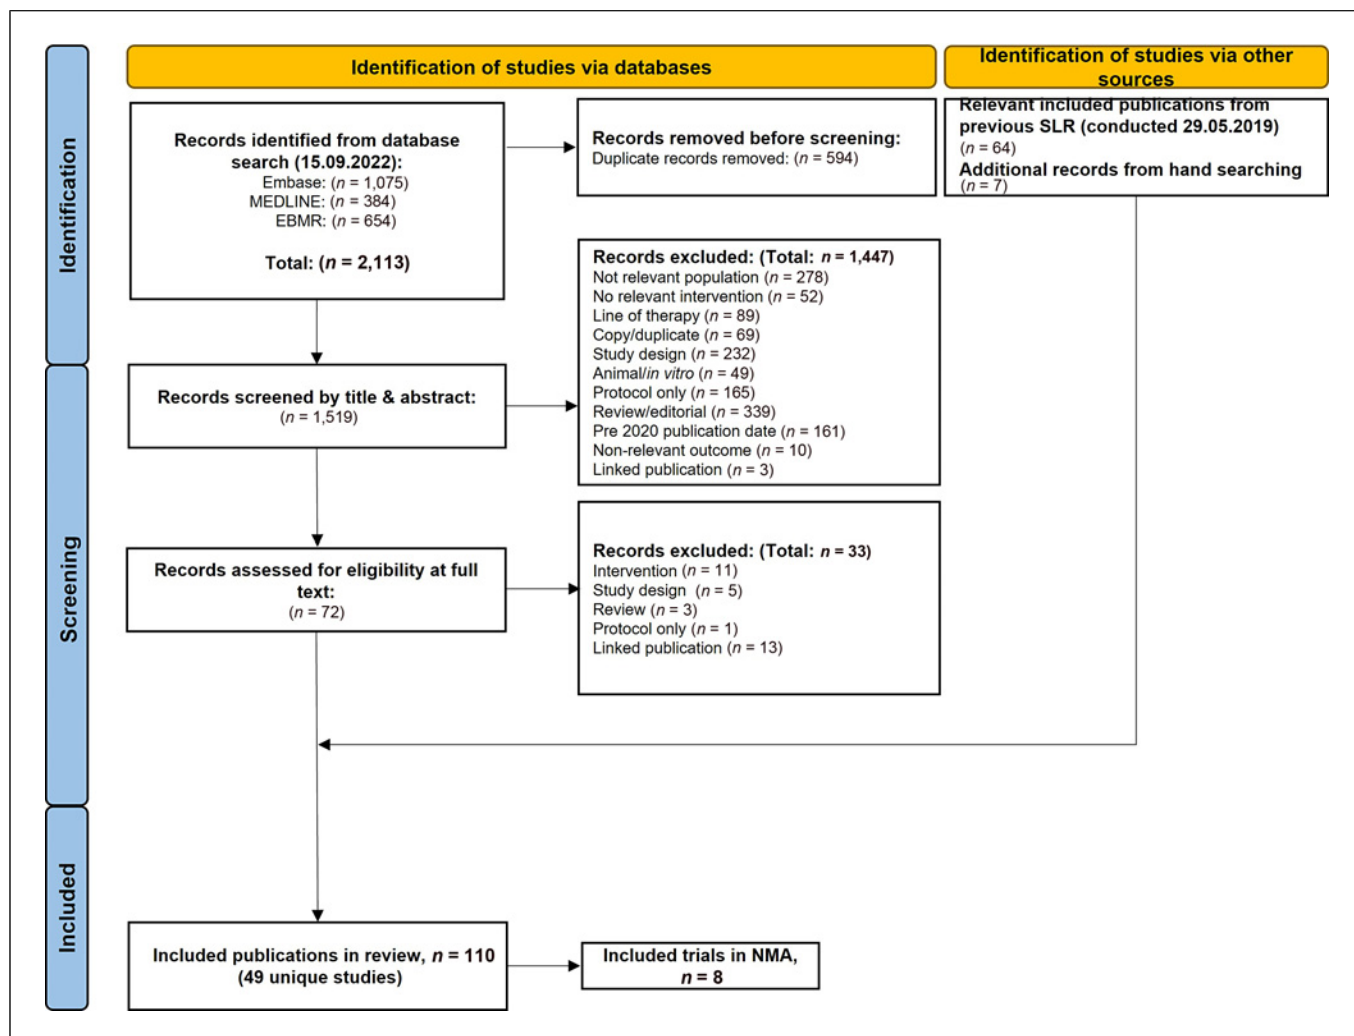 Identification of studies via databases
Identification of studies via other
sources
Identification
Records identified from database
search (15.09.2022):
Embase: (n = 1,075)
MEDLINE: (n = 384)
EBMR: (n = 654)
Total: (n = 2,113)
Records removed before screening:
Duplicate records removed: (n = 594)
Relevant included publications from
previous SLR (conducted 29.05.2019)
(n = 64)
Additional records from hand searching
(n = 7)
Screening
Records screened by title & abstract:
(n = 1,519)
Records excluded: (Total: n = 1,447)
Not relevant population (n = 278)
No relevant intervention (n = 52)
Line of therapy (n = 89)
Copy/duplicate (n = 69)
Study design (n = 232)
Animal/in vitro (n = 49)
Protocol only (n = 165)
Review/editorial (n = 339)
Pre 2020 publication date (n = 161)
Non-relevant outcome (n = 10)
Linked publication (n = 3)
Records assessed for eligibility at full
text:
(n = 72)
Records excluded: (Total: n = 33)
Intervention (n = 11)
Study design (n = 5)
Review (n = 3)
Protocol only (n = 1)
Linked publication (n = 13)
Included
Included publications in review, n = 110
(49 unique studies)
Included trials in NMA,
n = 8